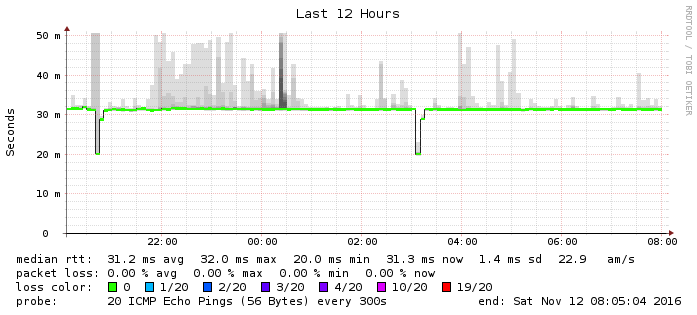 Last 12 Hours
RRDTOOL / TOBI OETIKER
Seconds
50 m
40 m
30 m
20 m
10 m
0
22:00 00:00 02:00 04:00 06:00 08:00
median rtt: 31.2 ms avg 32.0 ms max 20.0 ms min 31.3 ms now 1.4 ms sd 22.9 am/s
packet loss: 0.00 % avg 0.00 % max 0.00 % min 0.00 % now
loss color: 0 1/20 2/20 3/20 4/20 10/20 19/20
probe: 20 ICMP Echo Pings (56 Bytes) every 300s end: Sat Nov 12 08:05:04 2016